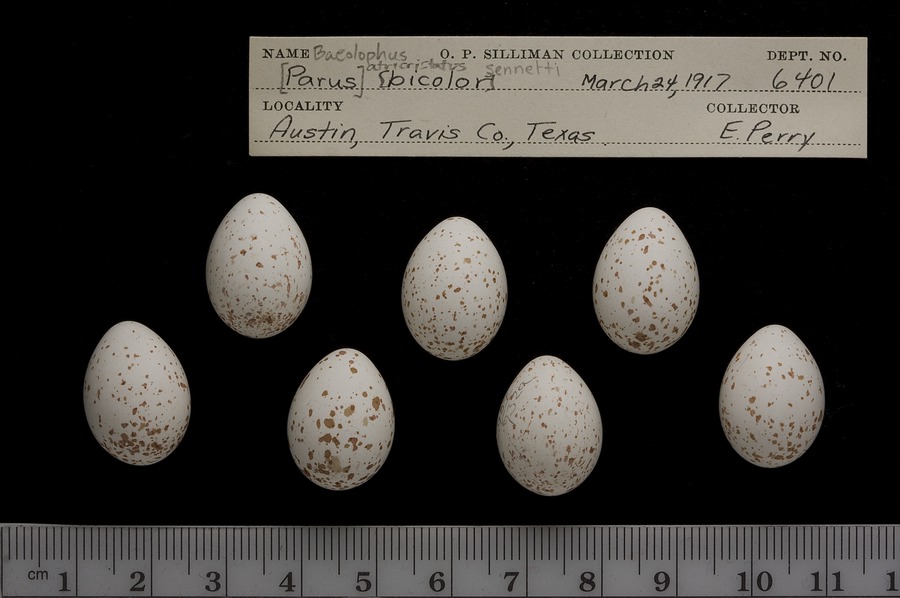 NAME Baeolophus O. P. SILLIMAN COLLECTION DEPT. NO.
atricristatus sennetti
[Parus] [bicolor] March 24, 1917 6401
LOCALITY COLLECTOR
Austin, Travis Co., Texas E. Perry
cm 1 2 3 4 5 6 7 8 9 10 11 1